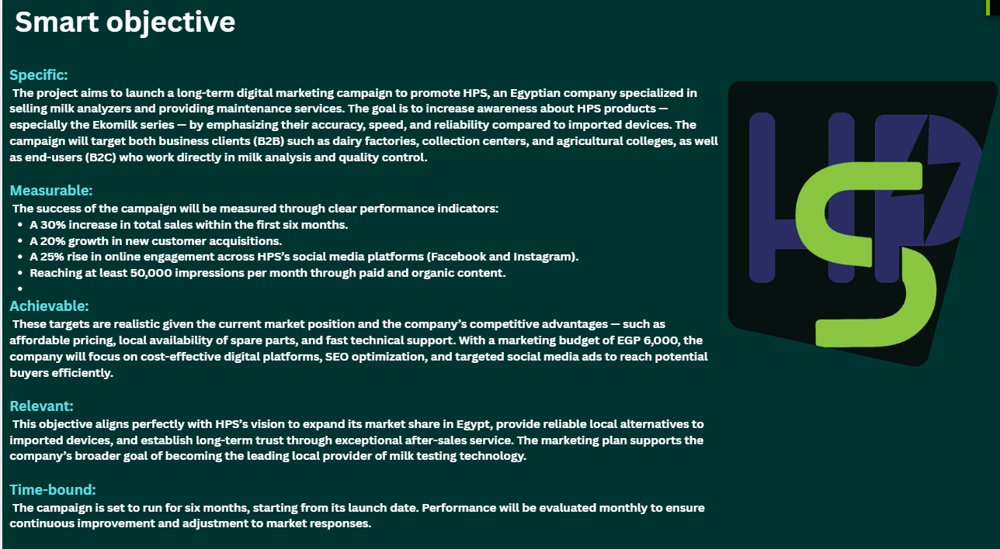 Smart objective
Specific:
The project aims to launch a long-term digital marketing campaign to promote HPS, an Egyptian company specialized in
selling milk analyzers and providing maintenance services. The goal is to increase awareness about HPS products —
especially the Ekomilk series — by emphasizing their accuracy, speed, and reliability compared to imported devices. The
campaign will target both business clients (B2B) such as dairy factories, collection centers, and agricultural colleges, as well
as end-users (B2C) who work directly in milk analysis and quality control.
Measurable:
The success of the campaign will be measured through clear performance indicators:
• A 30% increase in total sales within the first six months.
• A 20% growth in new customer acquisitions.
• A 25% rise in online engagement across HPS’s social media platforms (Facebook and Instagram).
• Reaching at least 50,000 impressions per month through paid and organic content.
•
Achievable:
These targets are realistic given the current market position and the company’s competitive advantages — such as
affordable pricing, local availability of spare parts, and fast technical support. With a marketing budget of EGP 6,000, the
company will focus on cost-effective digital platforms, SEO optimization, and targeted social media ads to reach potential
buyers efficiently.
Relevant:
This objective aligns perfectly with HPS’s vision to expand its market share in Egypt, provide reliable local alternatives to
imported devices, and establish long-term trust through exceptional after-sales service. The marketing plan supports the
company’s broader goal of becoming the leading local provider of milk testing technology.
Time-bound:
The campaign is set to run for six months, starting from its launch date. Performance will be evaluated monthly to ensure
continuous improvement and adjustment to market responses.
HPS